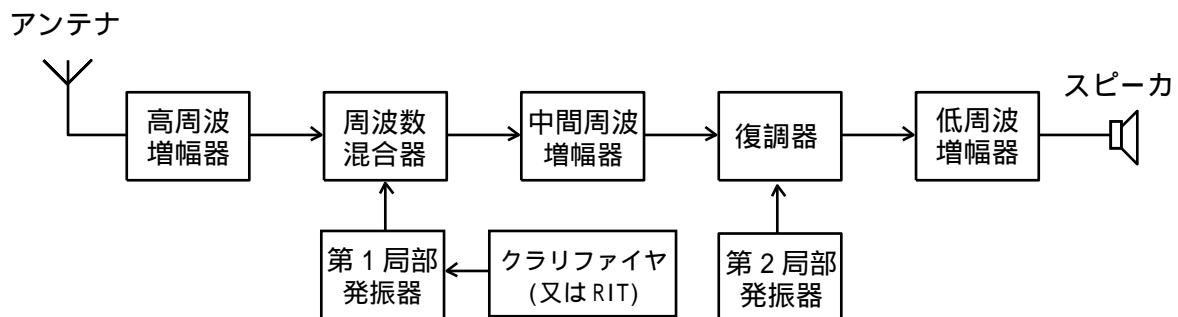 アンテナ
スピーカ
高周波
増幅器
周波数
混合器
中間周波
増幅器
復調器
低周波
増幅器
第1局部
発振器
クラリファイヤ
(又はRIT)
第2局部
発振器